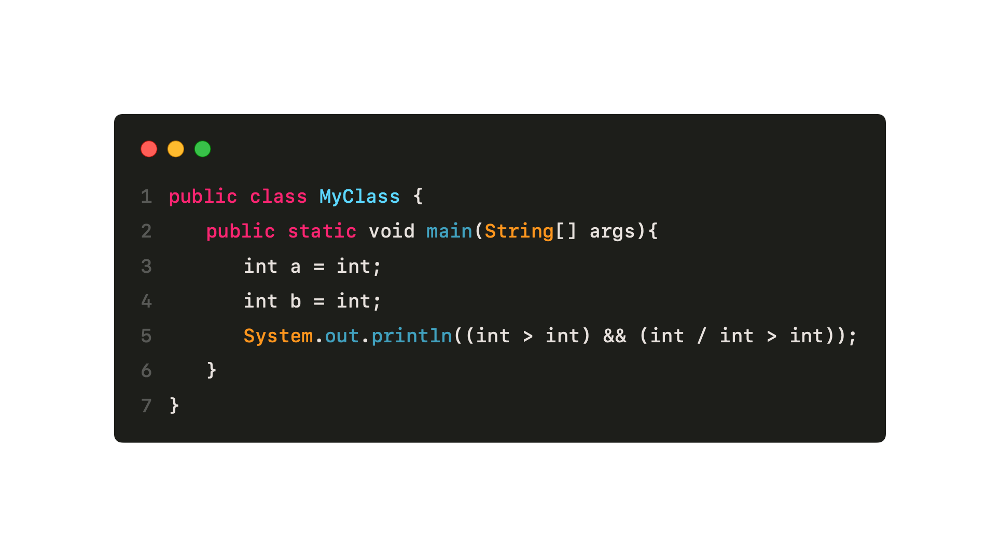 1 public class MyClass {
2 public static void main(String[] args){
3 int a = int;
4 int b = int;
5 System.out.println((int > int) && (int / int > int));
6 }
7 }